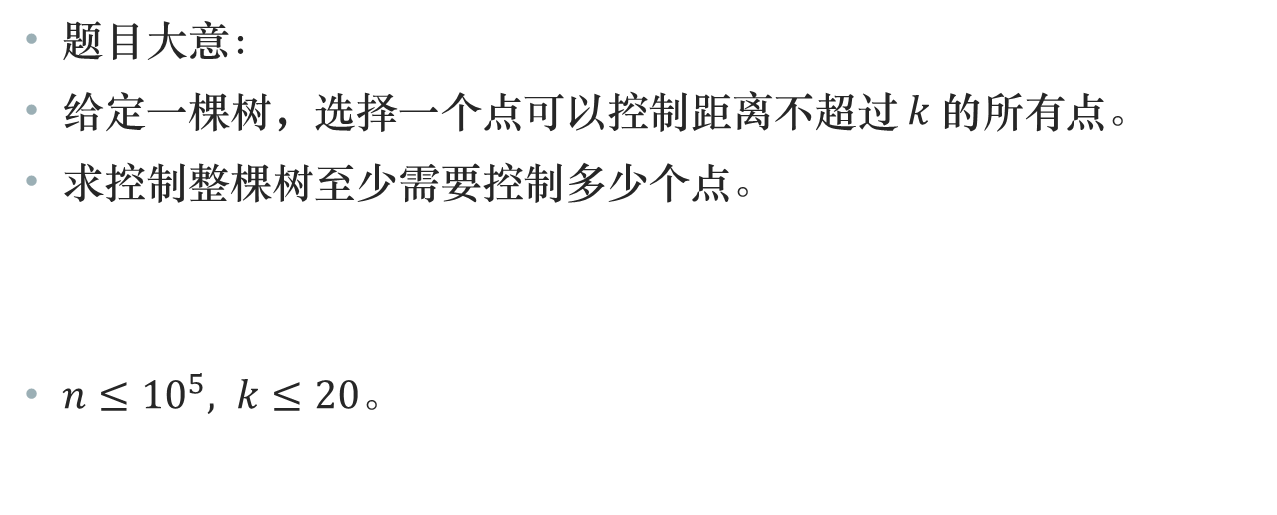 • 题目大意：
• 给定一棵树，选择一个点可以控制距离不超过 k 的所有点。
• 求控制整棵树至少需要控制多少个点。
• n ≤ 10⁵, k ≤ 20。